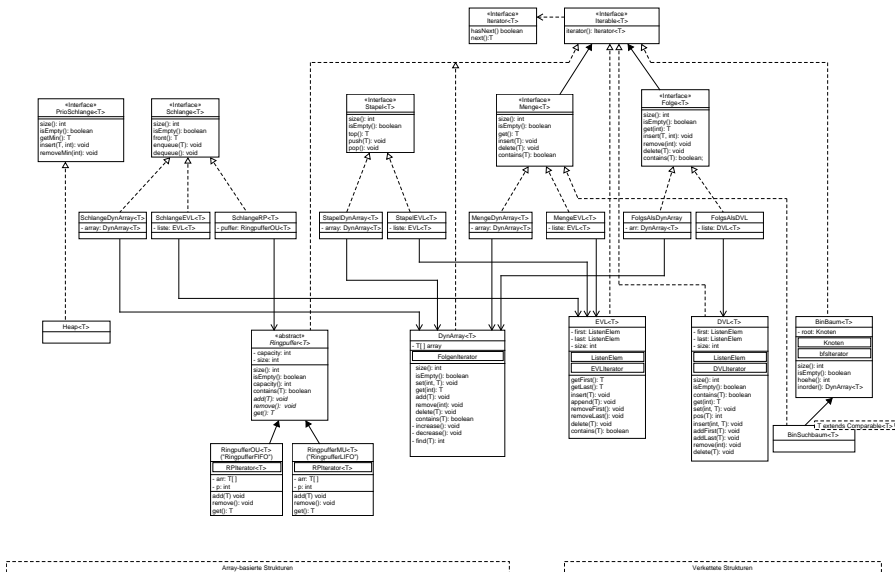 «Interface»
Iterator<T>
hasNext() boolean
next():T
«Interface»
Iterable<T>
iterator(): Iterator<T>
«Interface»
PrioSchlange<T>
size(): int
isEmpty(): boolean
getMin(): T
insert(T, int): void
removeMin(int): void
«Interface»
Schlange<T>
size(): int
isEmpty(): boolean
front(): T
enqueue(T): void
dequeue(): void
«Interface»
Stapel<T>
size(): int
isEmpty(): boolean
top(): T
push(T): void
pop(): void
«Interface»
Menge<T>
size(): int
isEmpty(): boolean
get(): T
insert(T): void
delete(T): void
contains(T): boolean
«Interface»
Folge<T>
size(): int
isEmpty(): boolean
get(int): T
insert(T, int): void
remove(int): void
delete(T): void
contains(T): boolean;
SchlangeDynArray<T>
- array: DynArray<T>
SchlangeEVL<T>
- liste: EVL<T>
SchlangeRP<T>
- puffer: RingpufferOU<T>
StapelDynArray<T>
- array: DynArray<T>
StapelEVL<T>
- liste: EVL<T>
MengeDynArray<T>
- array: DynArray<T>
MengeEVL<T>
- liste: EVL<T>
FolgsAlsDynArray
- arr: DynArray<T>
FolgsAlsDVL
- liste: DVL<T>
Heap<T>
«abstract»
Ringpuffer<T>
- capacity: int
- size: int
size(): int
isEmpty(): boolean
capacity(): int
contains(T): boolean
add(T): void
remove(): void
get(): T
DynArray<T>
- T[ ] array
FolgenIterator
size(): int
isEmpty(): boolean
set(int, T): void
get(int): T
add(T): void
remove(int): void
delete(T): void
contains(T): int
- increase(): void
- decrease(): void
- find(T): int
EVL<T>
- first: ListenElem
- last: ListenElem
- size: int
ListenElem
EVLIterator
getFirst(): T
getLast(): T
insert(T): void
append(T): void
removeFirst(): void
removeLast(): void
delete(T): void
contains(T): boolean
DVL<T>
- first: ListenElem
- last: ListenElem
- size: int
ListenElem
DVLIterator
size(): int
isEmpty(): boolean
contains(T): boolean
get(int): T
set(int, T): void
pos(T): int
insert(int, T): void
addFirst(T): void
addLast(T): void
remove(int): void
delete(T): void
BinBaum<T>
- root: Knoten
Knoten
bfsIterator
size(): int
isEmpty(): boolean
hoehe(): int
inorder(): DynArray<T>
T extends Comparable<T>
BinSuchbaum<T>
RingpufferOU<T>
("RingpufferFIFO")
RPIterator<T>
- arr: T[ ]
- p: int
add(T) void
remove(): void
get(): T
RingpufferMU<T>
("RingpufferLIFO")
RPIterator<T>
- arr: T[ ]
- p: int
add(T) void
remove(): void
get(): T
Array-basierte Strukturen
Verkettete Strukturen